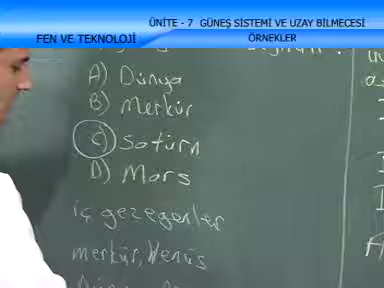 ÜNİTE - 7 GÜNEŞ SİSTEMİ VE UZAY BİLMECESİ
FEN VE TEKNOLOJİ
ÖRNEKLER
A) Dünya
B) Merkür
C) Satürn
D) Mars
iç gezegenler
merkür, Venüs